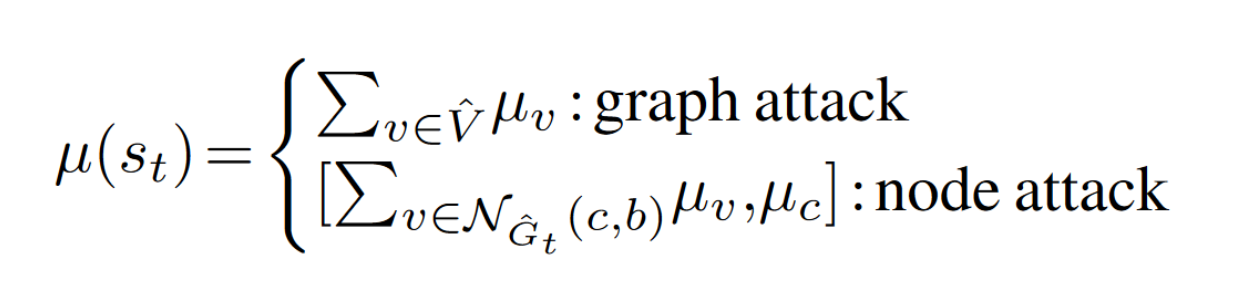 μ(s_t) = { ∑_{v∈V̂} μ_v : graph attack
[∑_{v∈𝒩_{Ĝ_t}(c,b)} μ_v, μ_c] : node attack